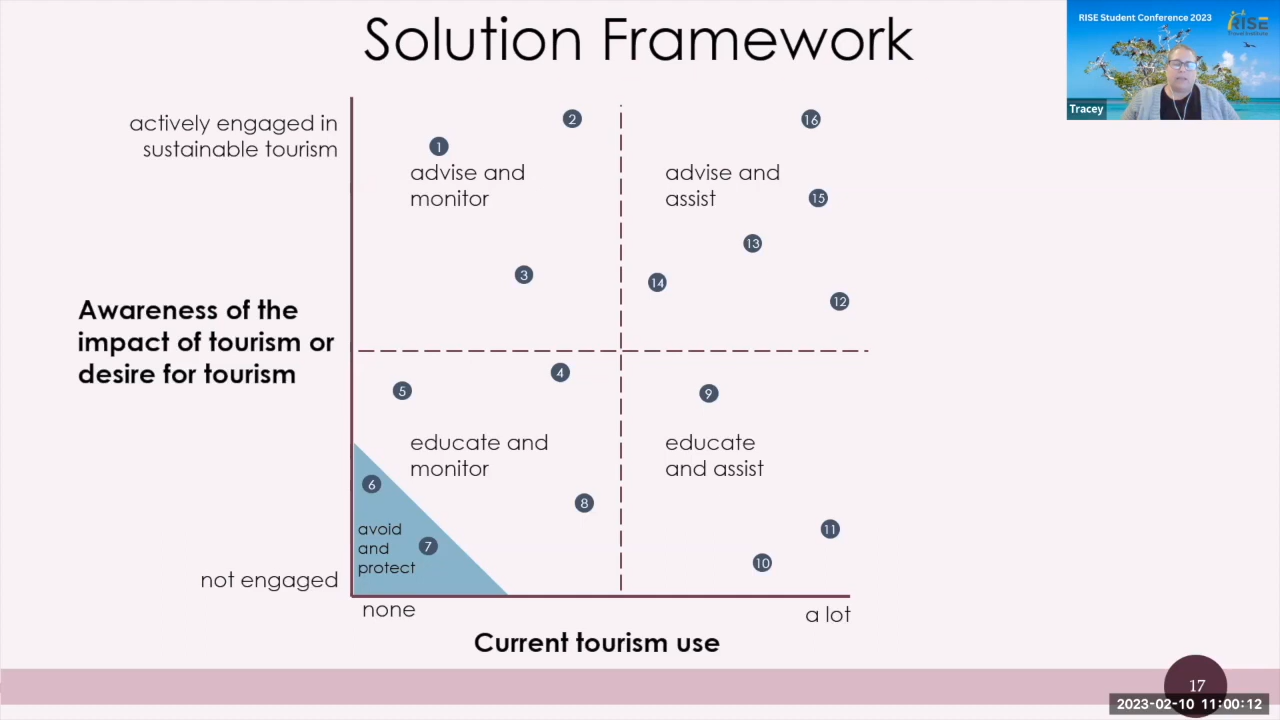 Solution Framework
RISE Student Conference 2023
RISE
Travel Institute
Tracey
actively engaged in
sustainable tourism
2
16
1
advise and
monitor
advise and
assist
15
13
3
14
12
Awareness of the
impact of tourism or
desire for tourism
5
4
9
educate and
monitor
educate
and assist
6
8
avoid
and
protect
7
11
10
not engaged
none
a lot
Current tourism use
17
2023-02-10 11:00:12